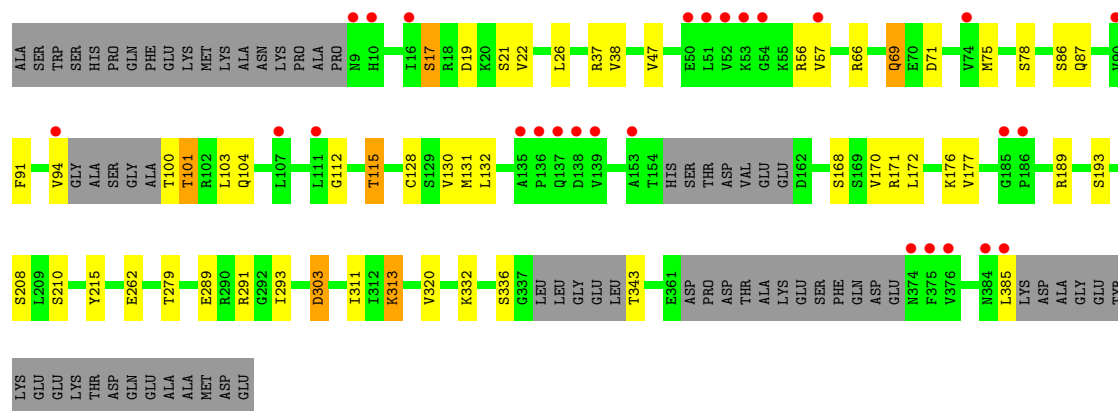 ALA SER TRP SER HIS PRO GLN PHE GLU LYS MET LYS ALA ASN LYS PRO ALA PRO N9 H10 I16 S17 R18 D19 K20 S21 V22 L26 R37 V38 V47 E50 L51 V52 K53 G54 K55 R56 V57 R66 Q69 E70 D71 V74 M75 S78 S86 Q87 V90
F91 V94 GLY ALA SER GLY ALA T100 T101 R102 L103 Q104 L107 L111 G112 T115 C128 S129 V130 M131 L132 A135 P136 Q137 D138 V139 A153 T154 HIS SER THR ASP VAL GLU GLU D162 S168 S169 V170 R171 L172 K176 V177 G185 P186 R189 S193
S208 L209 S210 Y215 E262 T279 E289 R290 R291 G292 I293 D303 I311 I312 K313 V320 K332 S336 G337 LEU LEU GLY GLU LEU T343 E361 ASP PRO ASP THR ALA LYS GLU SER PHE GLN ASP GLU N374 F375 V376 N384 L385 LYS ASP ALA GLY GLU TYR
LYS GLU GLU LYS THR ASP GLN GLU ALA ALA MET ASP GLU